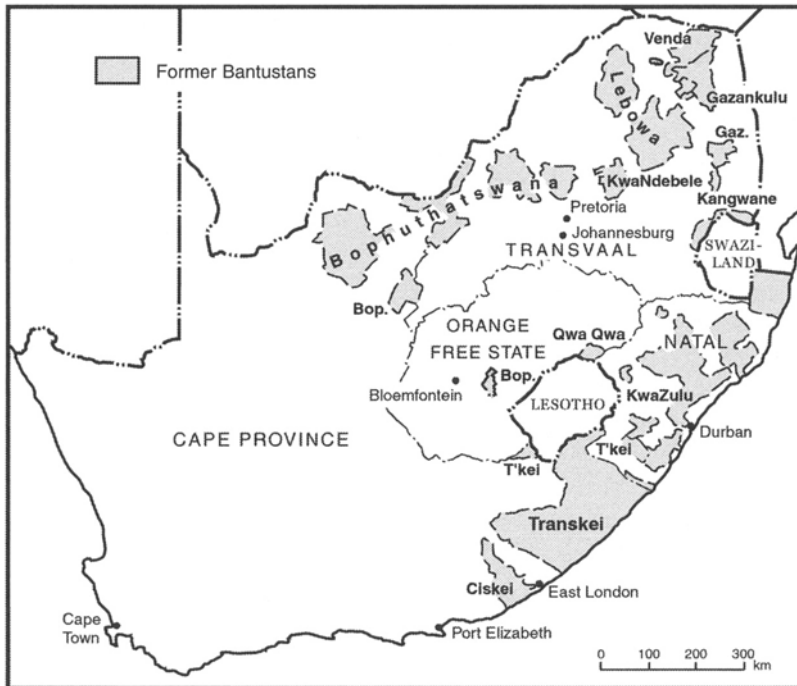 Former Bantustans
Venda
Lebowa
Gazankulu
Gaz.
KwaNdebele
Kangwane
Bophuthatswana
Pretoria
Johannesburg
TRANSVAAL
SWAZI-
LAND
Bop.
ORANGE
FREE STATE
Qwa Qwa
NATAL
Bop.
Bloemfontein
LESOTHO
KwaZulu
CAPE PROVINCE
Durban
T'kei
T'kei
Transkei
Ciskei
East London
Cape
Town
Port Elizabeth
0 100 200 300
km